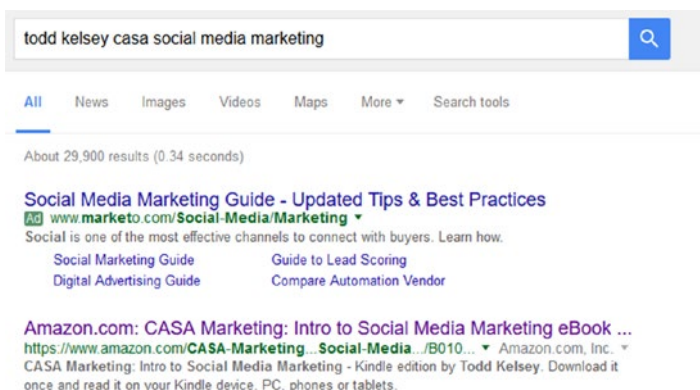 todd kelsey casa social media marketing
All News Images Videos Maps More ▾ Search tools
About 29,900 results (0.34 seconds)
Social Media Marketing Guide - Updated Tips & Best Practices
Ad www.marketo.com/Social-Media/Marketing ▾
Social is one of the most effective channels to connect with buyers. Learn how.
Social Marketing Guide Guide to Lead Scoring
Digital Advertising Guide Compare Automation Vendor
Amazon.com: CASA Marketing: Intro to Social Media Marketing eBook ...
https://www.amazon.com/CASA-Marketing...Social-Media.../B010... ▾ Amazon.com, Inc. ▾
CASA Marketing: Intro to Social Media Marketing - Kindle edition by Todd Kelsey. Download it
once and read it on your Kindle device, PC, phones or tablets.